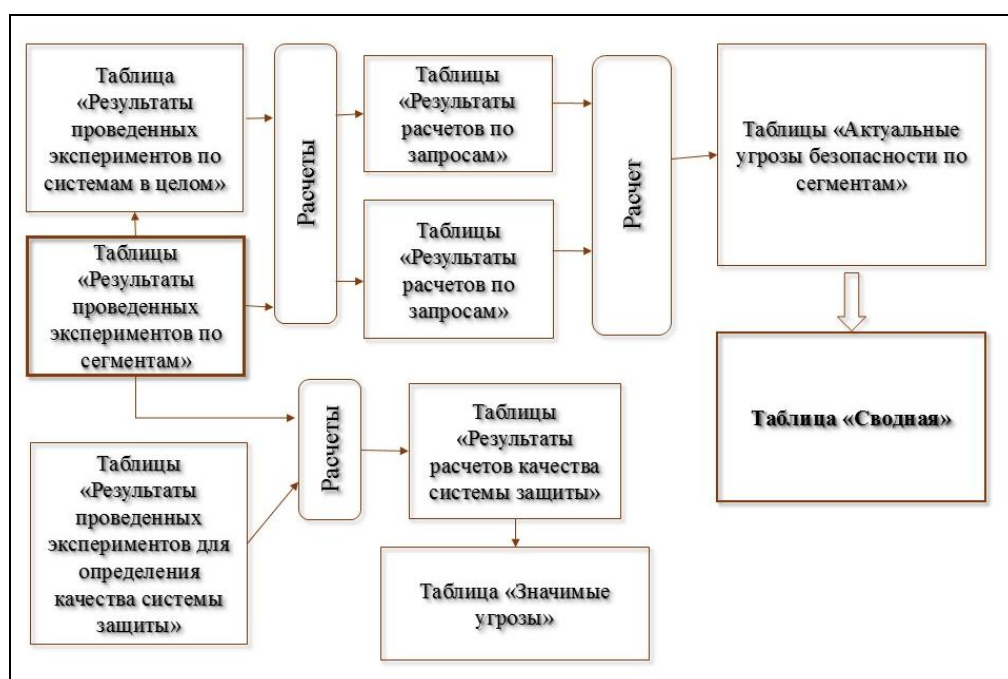 Таблица
«Результаты
проведенных
экспериментов по
системам в целом»
Расчеты
Таблицы
«Результаты
расчетов по
запросам»
Расчет
Таблицы «Актуальные
угрозы безопасности по
сегментам»
Таблицы
«Результаты
проведенных
экспериментов по
сегментам»
Таблицы
«Результаты
расчетов по
запросам»
Таблица «Сводная»
Таблицы
«Результаты
проведенных
экспериментов для
определения
качества системы
защиты»
Расчеты
Таблицы
«Результаты
расчетов качества
системы защиты»
Таблица «Значимые
угрозы»